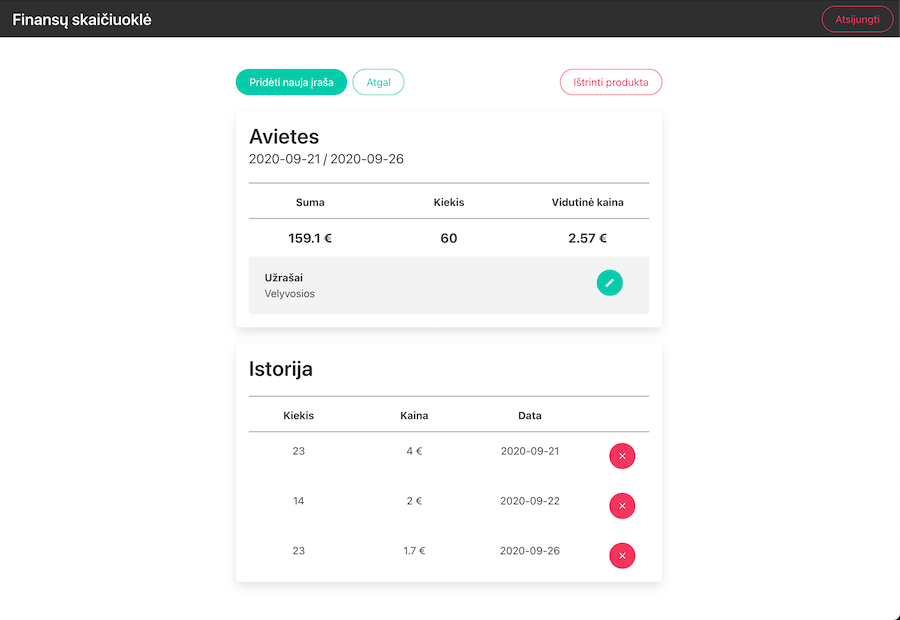 Finansų skaičiuoklė
Atsijungti
Pridėti nauja įraša
Atgal
Ištrinti produkta
Avietes
2020-09-21 / 2020-09-26
Suma Kiekis Vidutinė kaina
159.1 € 60 2.57 €
Užrašai
Velyvosios
Istorija
Kiekis Kaina Data
23 4 € 2020-09-21
14 2 € 2020-09-22
23 1.7 € 2020-09-26